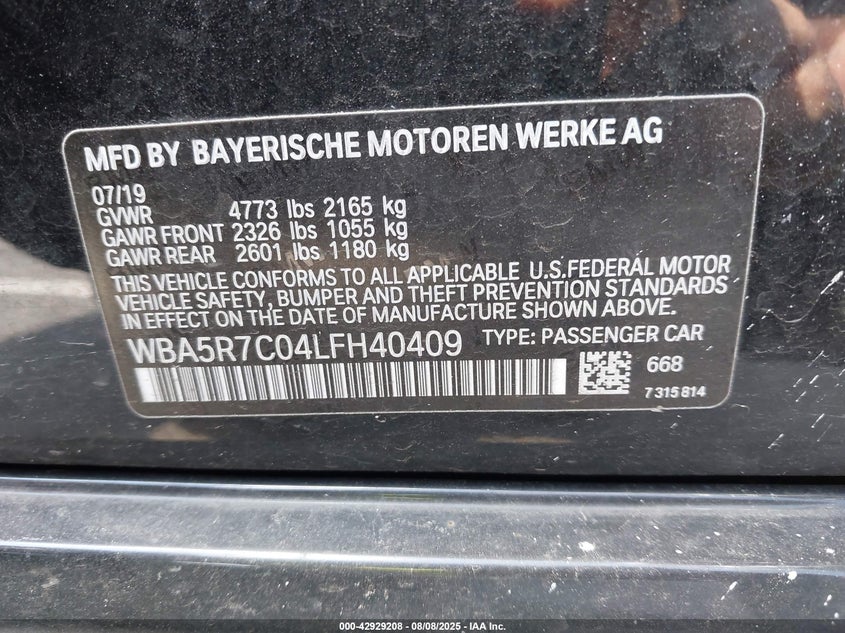 MFD BY BAYERISCHE MOTOREN WERKE AG
07/19
GVWR 4773 lbs 2165 kg
GAWR FRONT 2326 lbs 1055 kg
GAWR REAR 2601 lbs 1180 kg
THIS VEHICLE CONFORMS TO ALL APPLICABLE U.S.FEDERAL MOTOR
VEHICLE SAFETY, BUMPER AND THEFT PREVENTION STANDARDS
IN EFFECT ON THE DATE OF MANUFACTURE SHOWN ABOVE.
WBA5R7C04LFH40409 TYPE: PASSENGER CAR
668
7315814
000-42929208 - 08/08/2025 - IAA Inc.